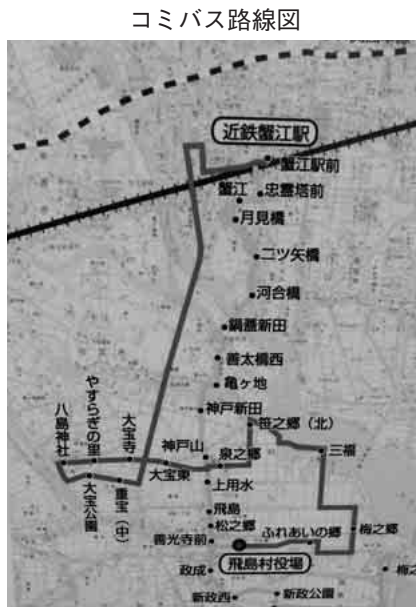 コミバス路線図
近鉄蟹江駅
蟹江駅前
蟹江
忠霊塔前
月見橋
二ツ矢橋
河合橋
鍋蓋新田
善太橋西
亀ヶ地
神戸新田
笹之郷（北）
八島神社
やすらぎの里
大宝寺
神戸山
泉之郷
三福
大宝東
大宝公園
重宝（中）
上用水
飛島
松之郷
ふれあいの郷
梅之郷
善光寺前
飛島村役場
政成
新政西
新政公園
梅之